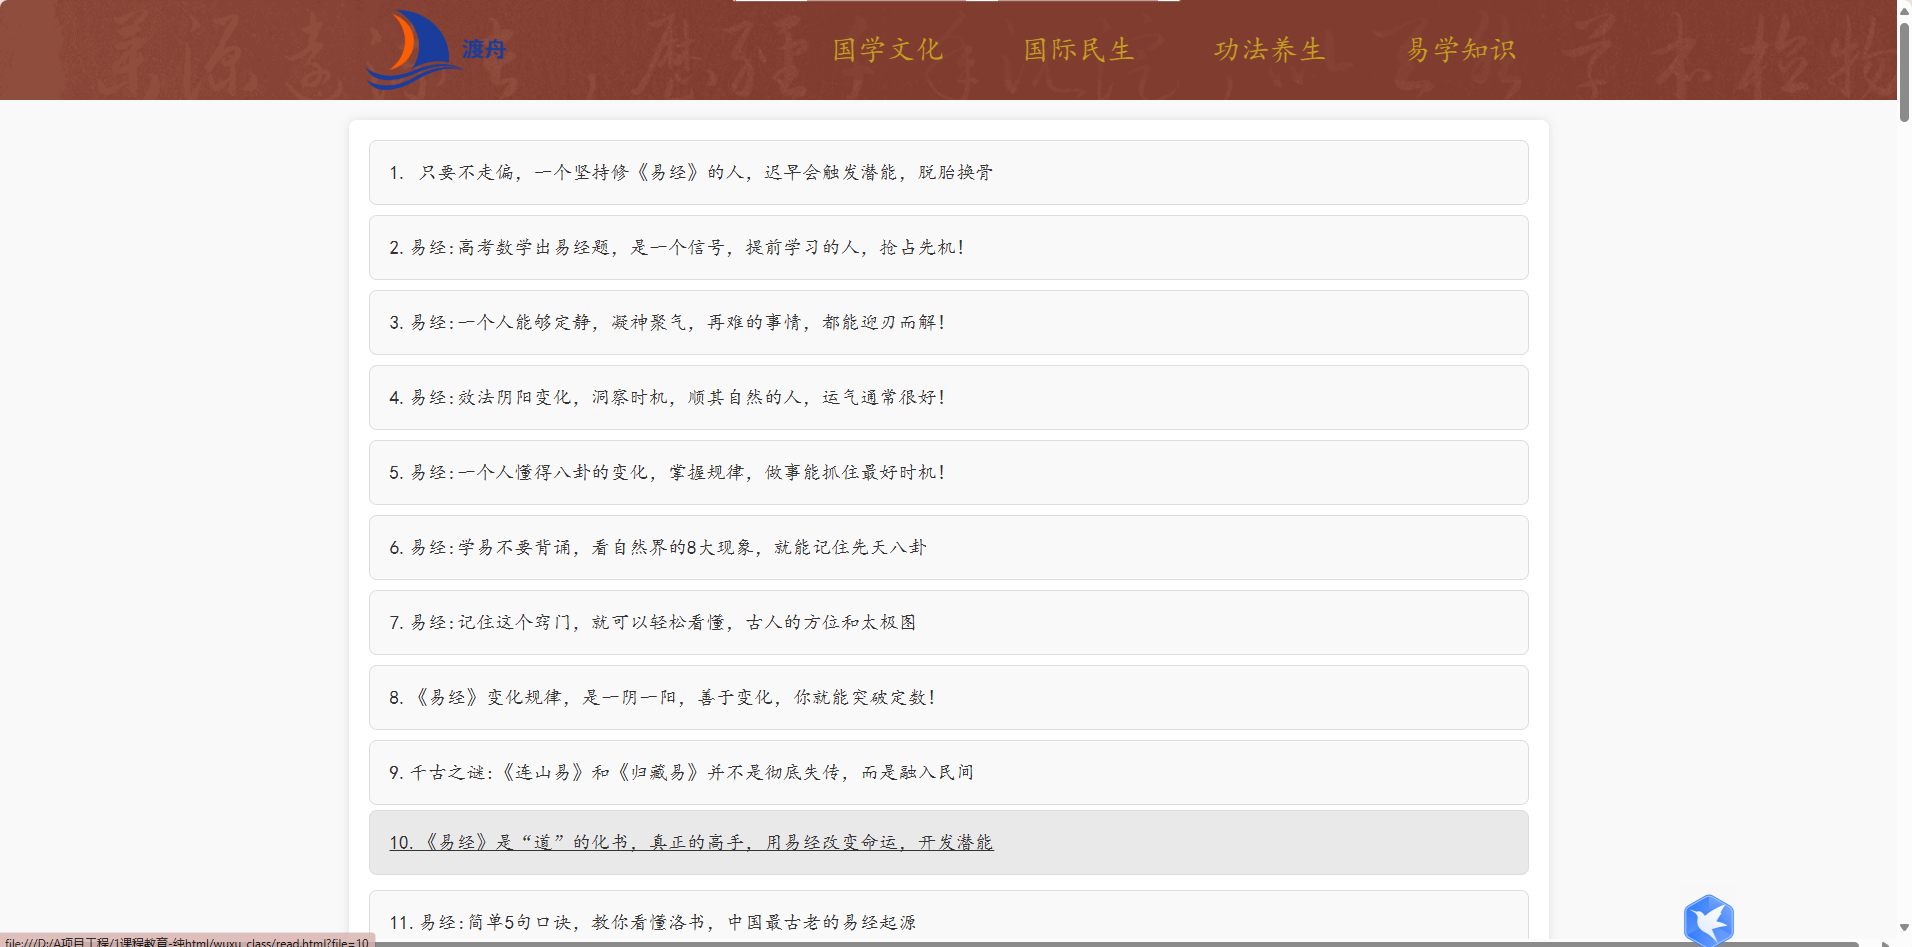 渡舟
国学文化 国际民生 功法养生 易学知识
1. 只要不走偏，一个坚持修《易经》的人，迟早会触发潜能，脱胎换骨
2. 易经:高考数学出易经题，是一个信号，提前学习的人，抢占先机！
3. 易经:一个人能够定静，凝神聚气，再难的事情，都能迎刃而解！
4. 易经:效法阴阳变化，洞察时机，顺其自然的人，运气通常很好！
5. 易经:一个人懂得八卦的变化，掌握规律，做事能抓住最好时机！
6. 易经:学易不要背诵，看自然界的8大现象，就能记住先天八卦
7. 易经:记住这个窍门，就可以轻松看懂，古人的方位和太极图
8. 《易经》变化规律，是一阴一阳，善于变化，你就能突破定数！
9. 千古之谜:《连山易》和《归藏易》并不是彻底失传，而是融入民间
10. 《易经》是“道”的化书，真正的高手，用易经改变命运，开发潜能
11. 易经:简单5句口诀，教你看懂洛书，中国最古老的易经起源
file:///D:/A项目工程/1课程教育-纯html/wuxu_class/read.html?file=10